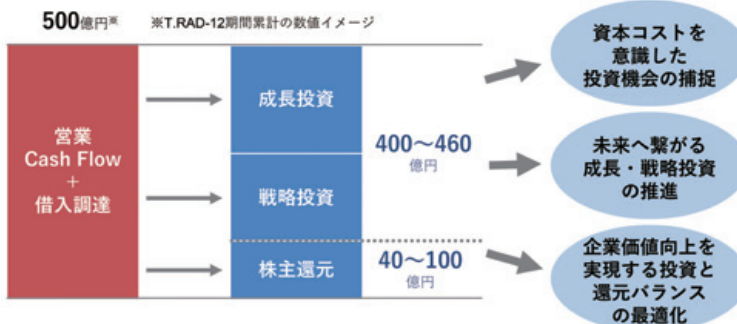 500億円※ ※T.RAD-12期間累計の数値イメージ
営業
Cash Flow
+
借入調達
成長投資
戦略投資
株主還元
400〜460
億円
40〜100
億円
資本コストを
意識した
投資機会の捕捉
未来へ繋がる
成長・戦略投資
の推進
企業価値向上を
実現する投資と
還元バランス
の最適化